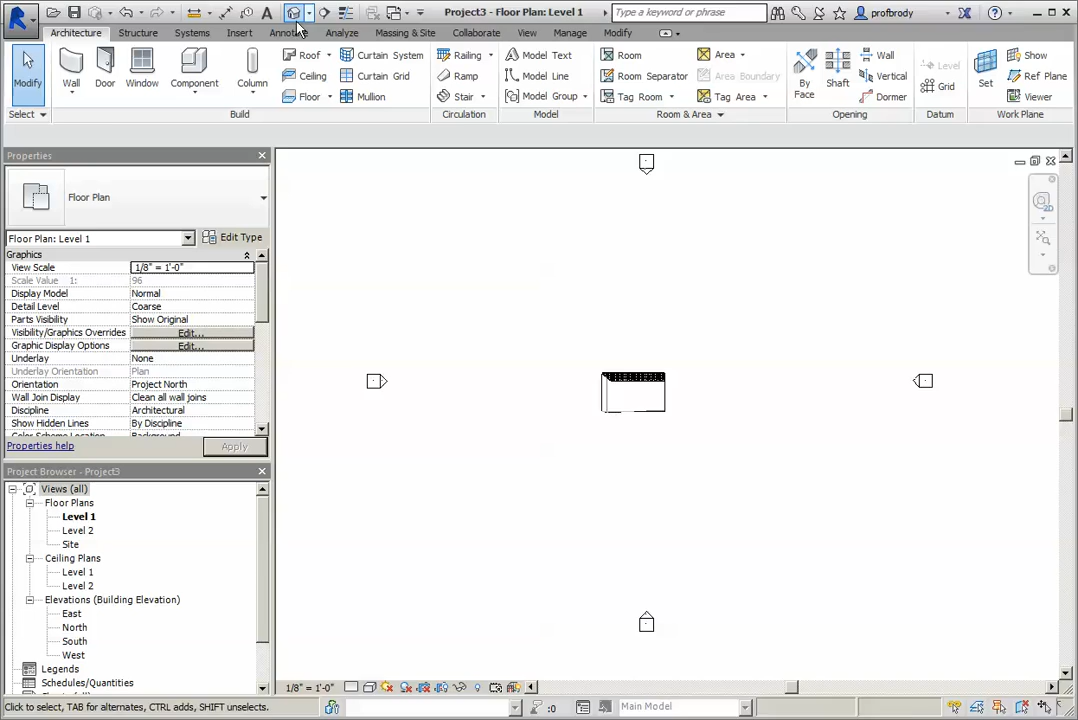 Project3 - Floor Plan: Level 1
Type a keyword or phrase
profbrody
Architecture
Structure
Systems
Insert
Annotate
Analyze
Massing & Site
Collaborate
View
Manage
Modify
Modify
Wall
Door
Window
Component
Column
Roof
Ceiling
Floor
Curtain System
Curtain Grid
Mullion
Railing
Ramp
Stair
Model Text
Model Line
Model Group
Room
Room Separator
Tag Room
Area
Area Boundary
Tag Area
By Face
Shaft
Wall
Vertical
Dormer
Level
Grid
Set
Show
Ref Plane
Viewer
Select
Build
Circulation
Model
Room & Area
Opening
Datum
Work Plane
Properties
Floor Plan
Floor Plan: Level 1
Edit Type
Graphics
View Scale 1/8" = 1'-0"
Scale Value 1: 96
Display Model Normal
Detail Level Coarse
Parts Visibility Show Original
Visibility/Graphics Overrides Edit...
Graphic Display Options Edit...
Underlay None
Underlay Orientation Plan
Orientation Project North
Wall Join Display Clean all wall joins
Discipline Architectural
Show Hidden Lines By Discipline
Color Scheme Location Background
Properties help
Apply
Project Browser - Project3
Views (all)
Floor Plans
Level 1
Level 2
Site
Ceiling Plans
Level 1
Level 2
Elevations (Building Elevation)
East
North
South
West
Legends
Schedules/Quantities
2D
1/8" = 1'-0"
Click to select, TAB for alternates, CTRL adds, SHIFT unselects.
:0
Main Model